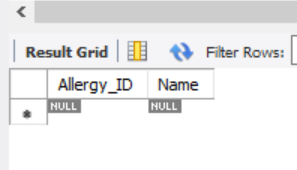 Result Grid Filter Rows:
Allergy_ID Name
NULL NULL